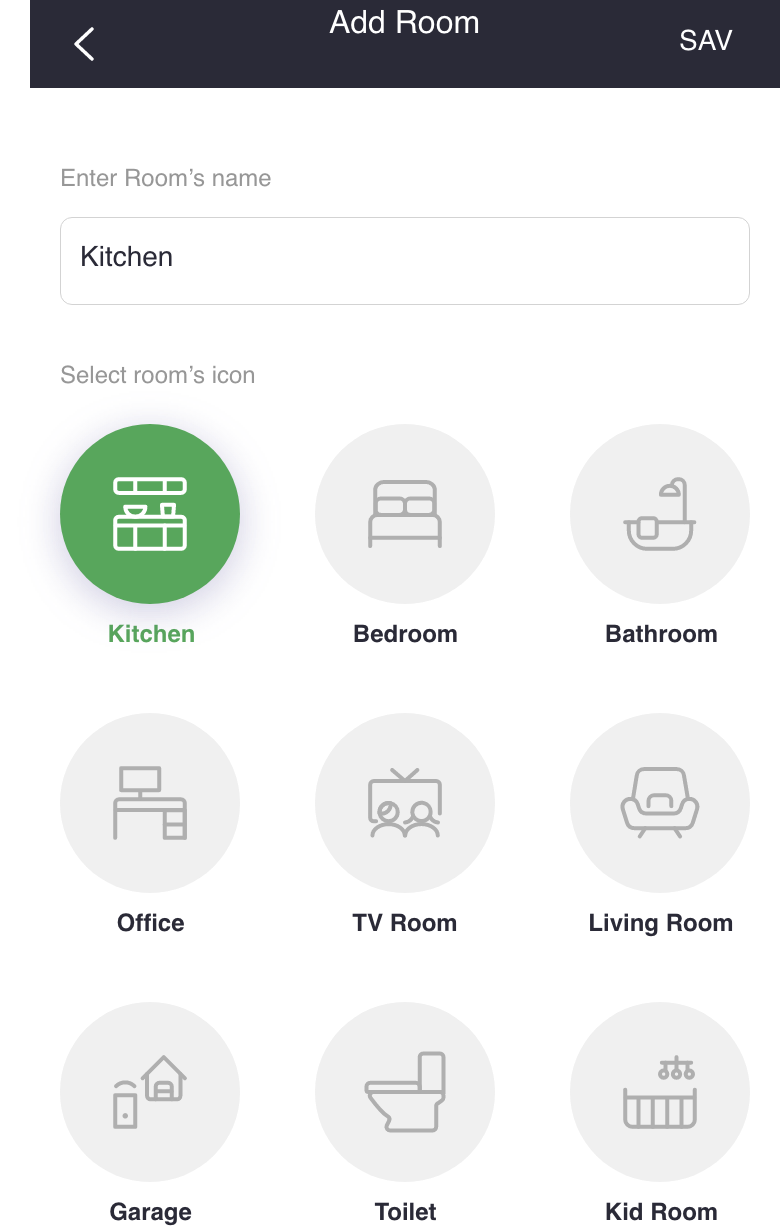 Add Room
SAV
Enter Room’s name
Kitchen
Select room’s icon
Kitchen
Bedroom
Bathroom
Office
TV Room
Living Room
Garage
Toilet
Kid Room